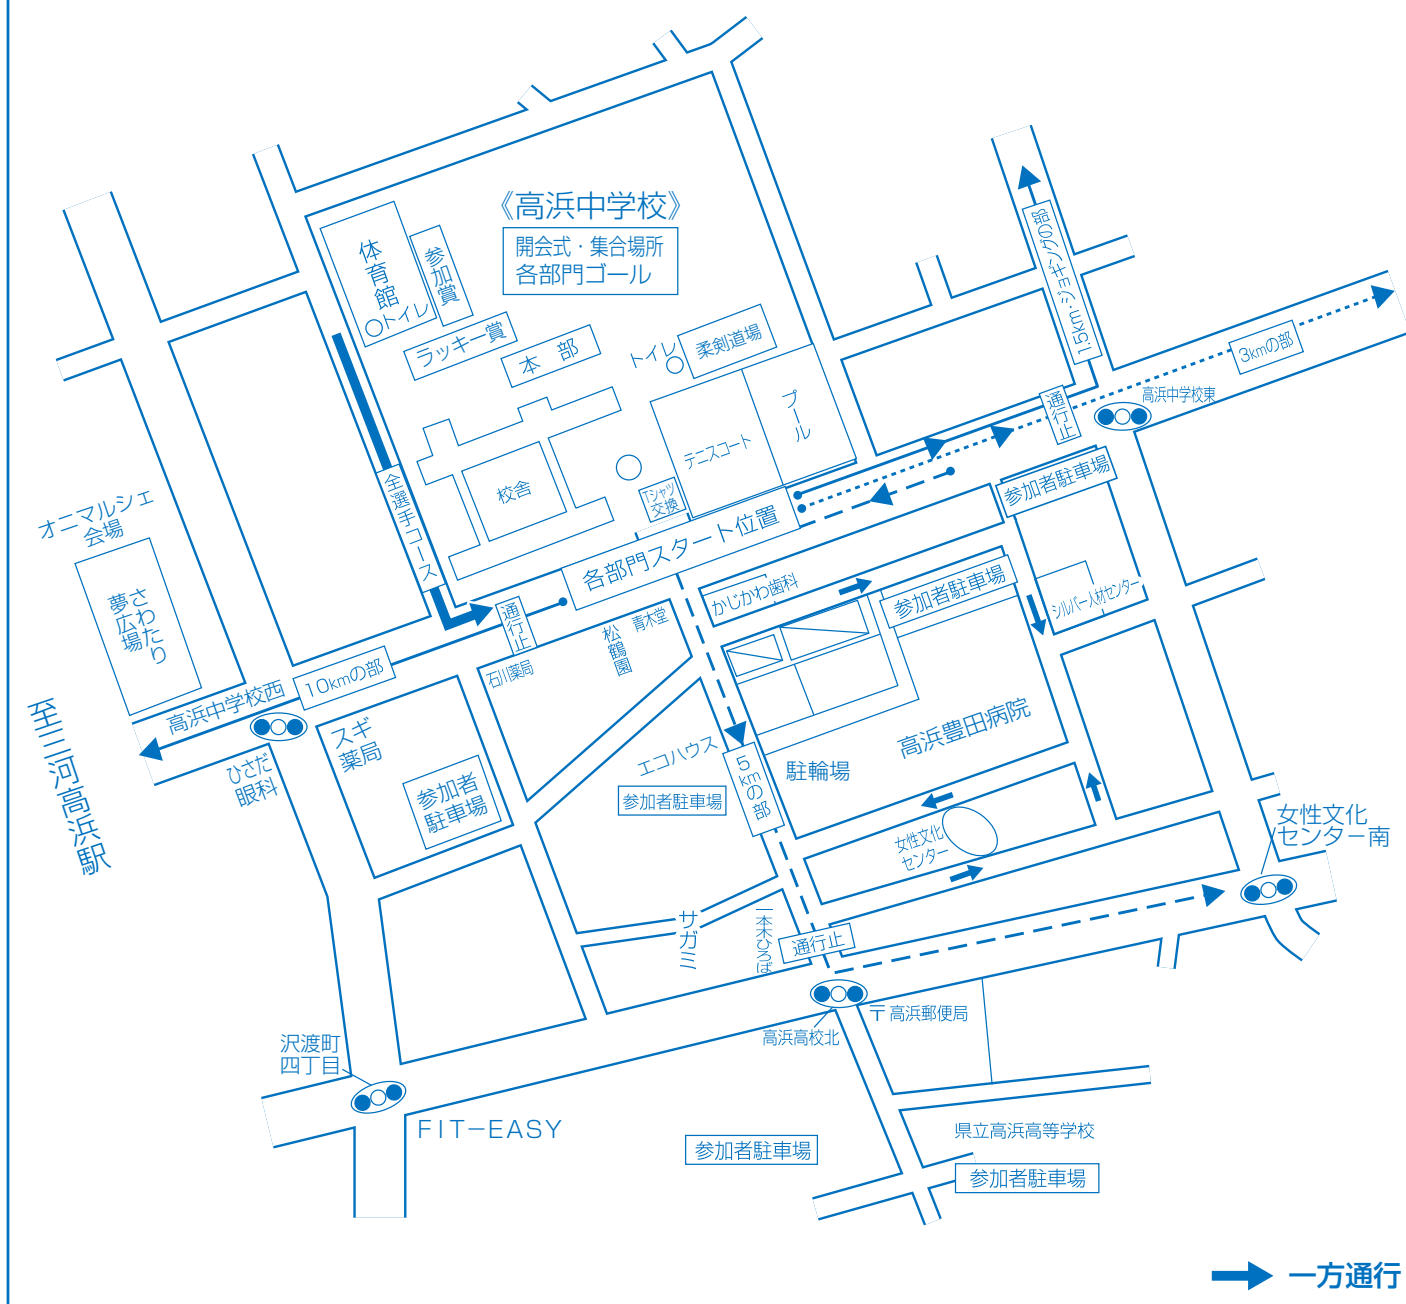 《高浜中学校》
開会式・集合場所
各部門ゴール
体育館
トイレ
参加賞
ラッキー賞
本部
トイレ
柔剣道場
プール
テニスコート
校舎
Tシャツ
交換
全選手コース
各部門スタート位置
通行止
1.5km・ジョギングの部
3kmの部
通行止
高浜中学校東
参加者駐車場
かじかわ歯科
参加者駐車場
シルバー人材センター
オニマルシェ
会場
さわたり
夢広場
高浜中学校西
10kmの部
石川薬局
松鶴園
青木堂
至三河高浜駅
ひさだ
眼科
スギ
薬局
参加者
駐車場
エコハウス
参加者駐車場
5kmの部
駐輪場
高浜豊田病院
女性文化
センター
女性文化
センター南
サガミ
一本木ひろば
通行止
高浜高校北
〒高浜郵便局
沢渡町
四丁目
FIT-EASY
県立高浜高等学校
参加者駐車場
参加者駐車場
一方通行